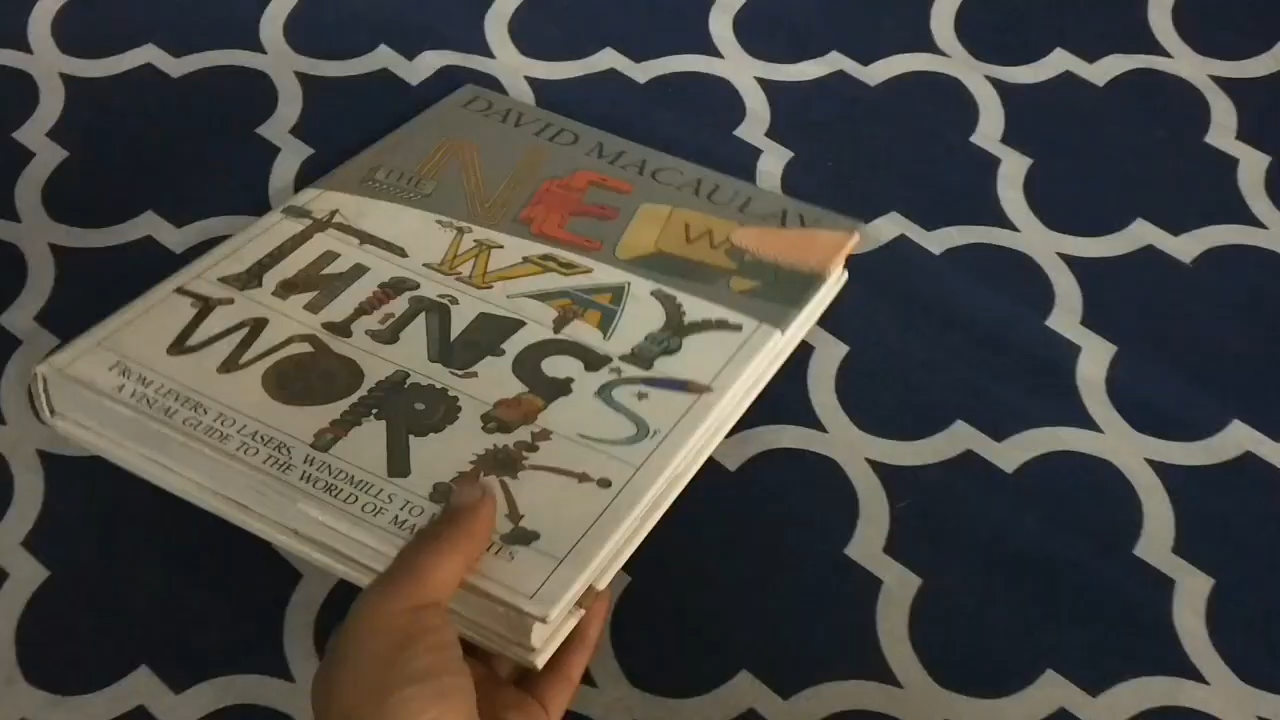 DAVID MACAULAY
THE NEW
WAY
THINGS
WORK
FROM LEVERS TO LASERS, WINDMILLS TO
A VISUAL GUIDE TO THE WORLD OF